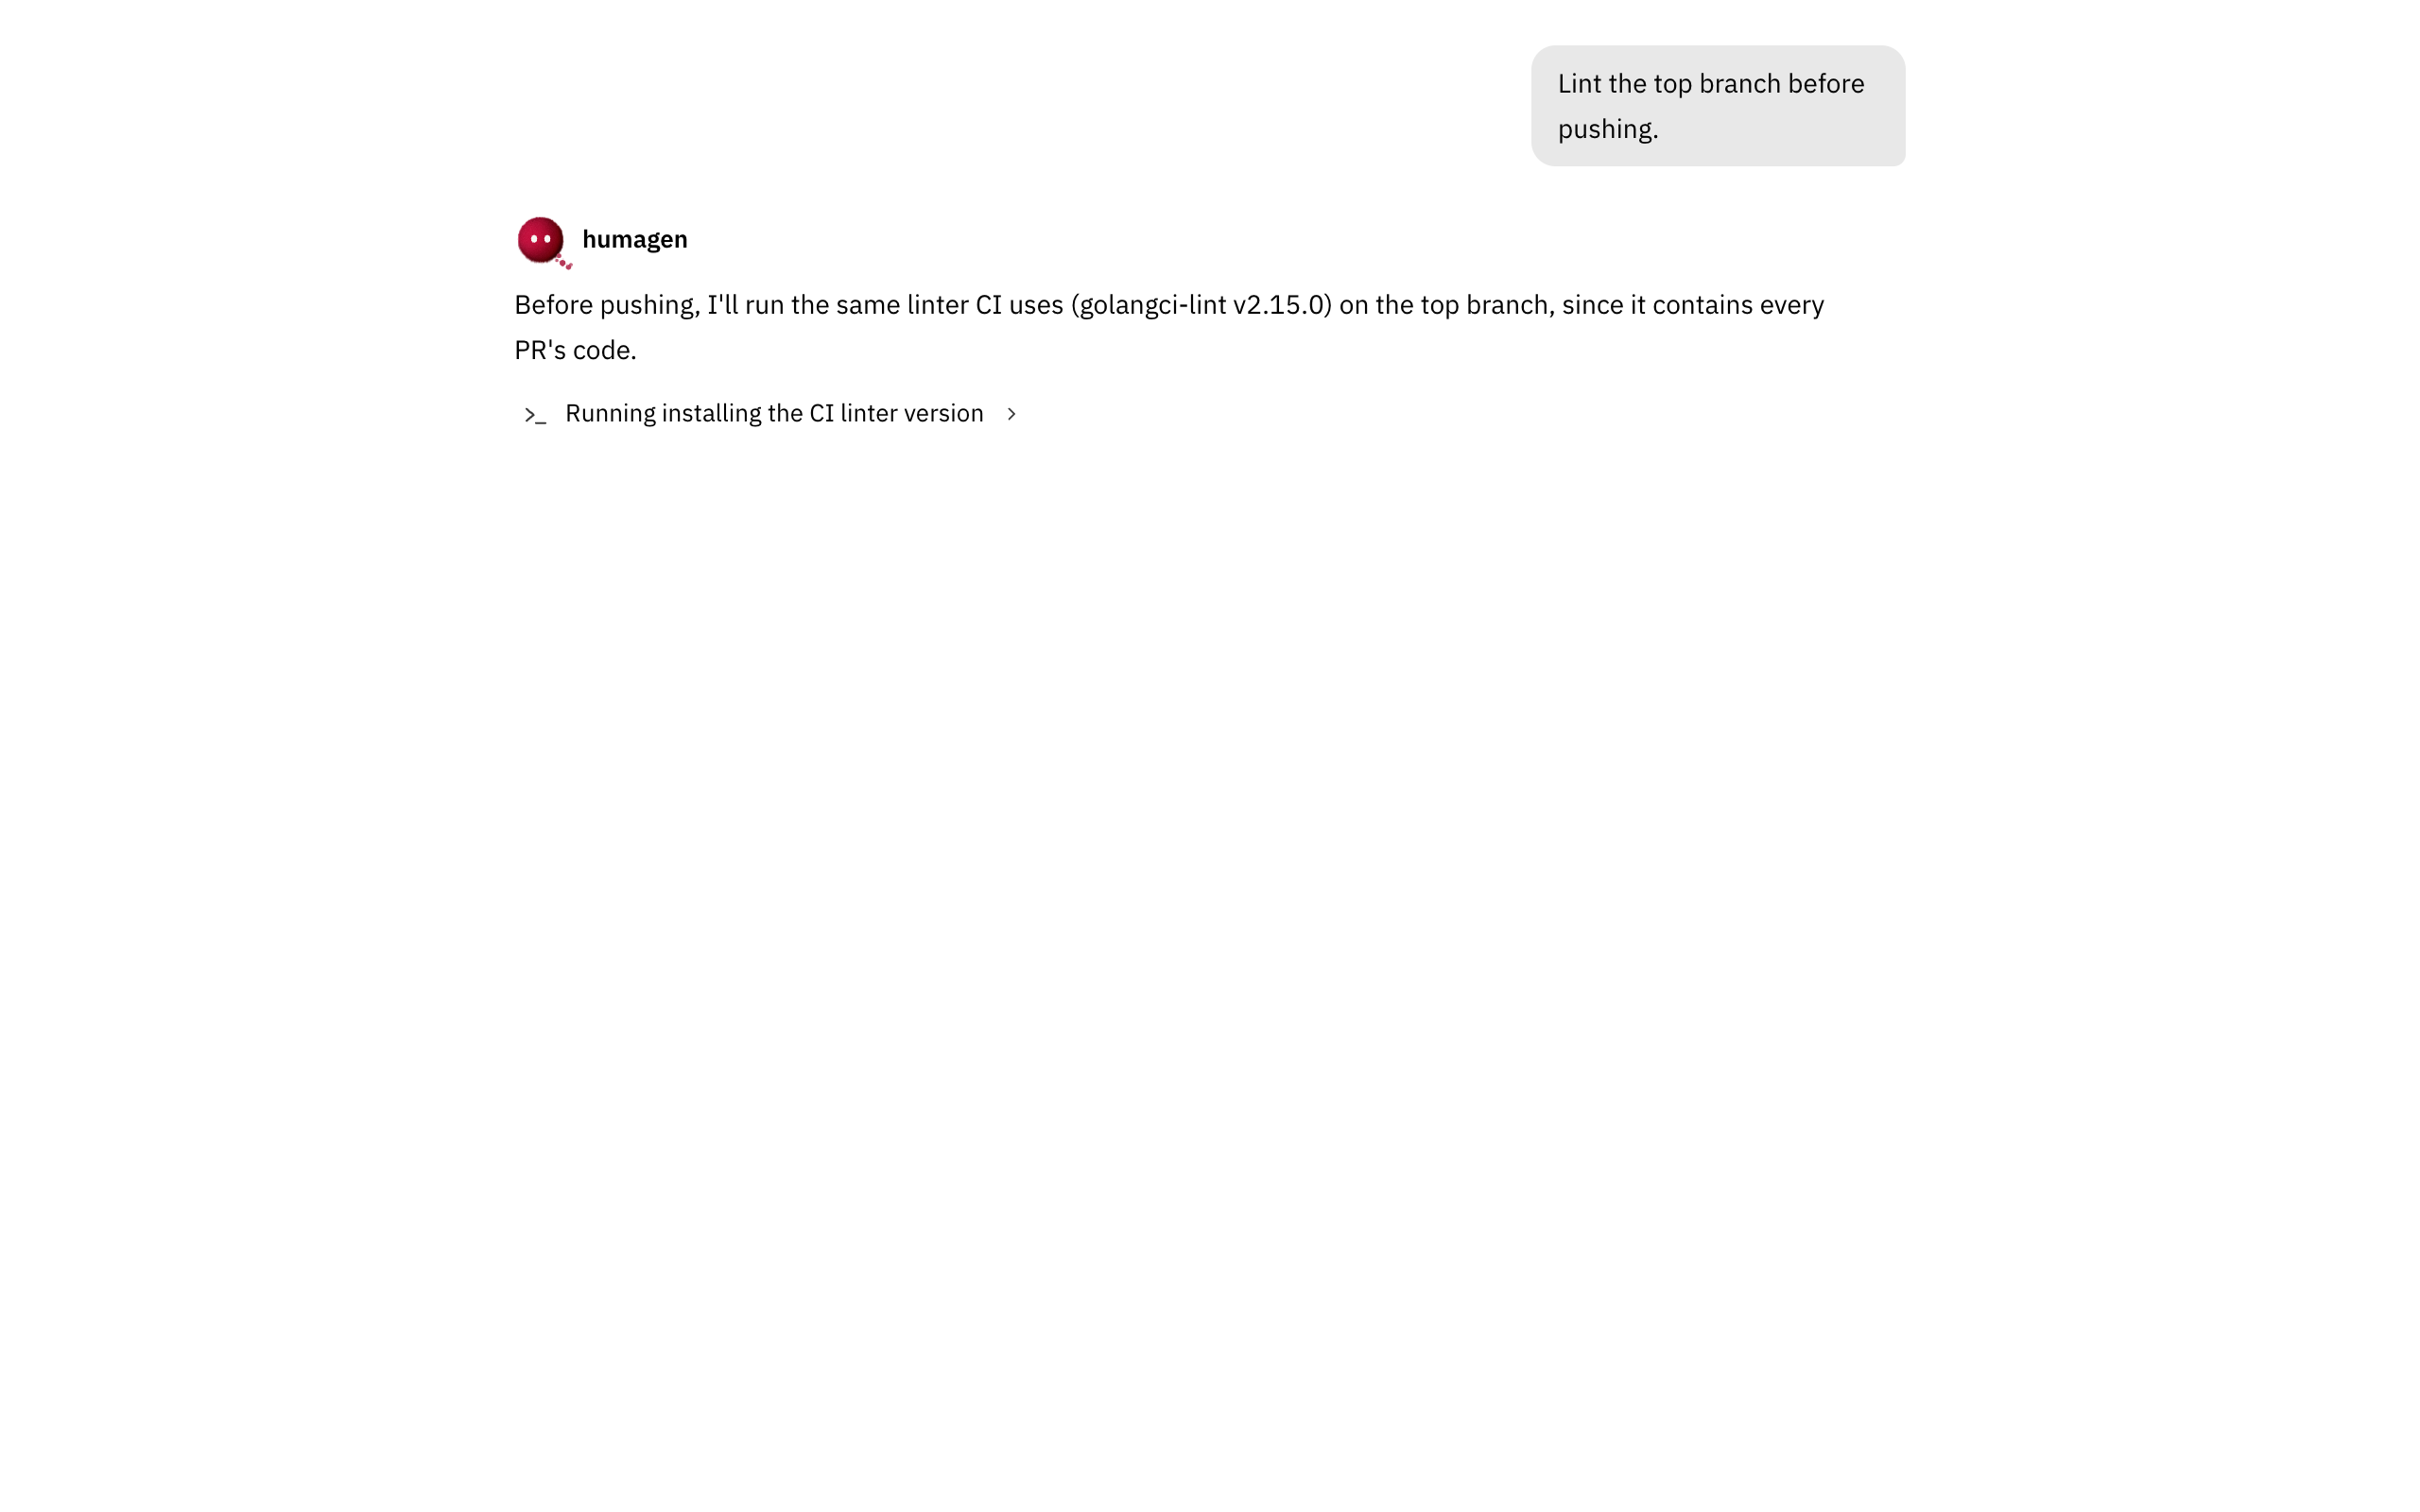 Lint the top branch before
pushing.
humagen
Before pushing, I'll run the same linter CI uses (golangci-lint v2.15.0) on the top branch, since it contains every
PR's code.
Running installing the CI linter version